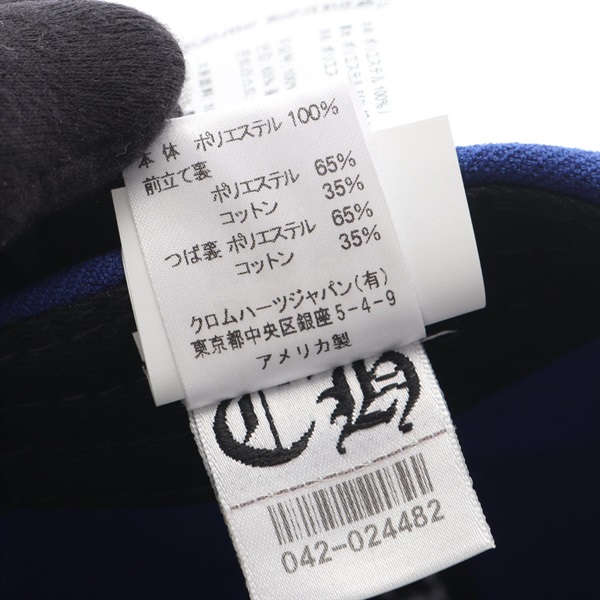 本体 ポリエステル 100%
前立て裏
ポリエステル 65%
コットン 35%
つば裏 ポリエステル 65%
コットン 35%
クロムハーツジャパン(有)
東京都中央区銀座5-4-9
アメリカ製
CH
042-024482